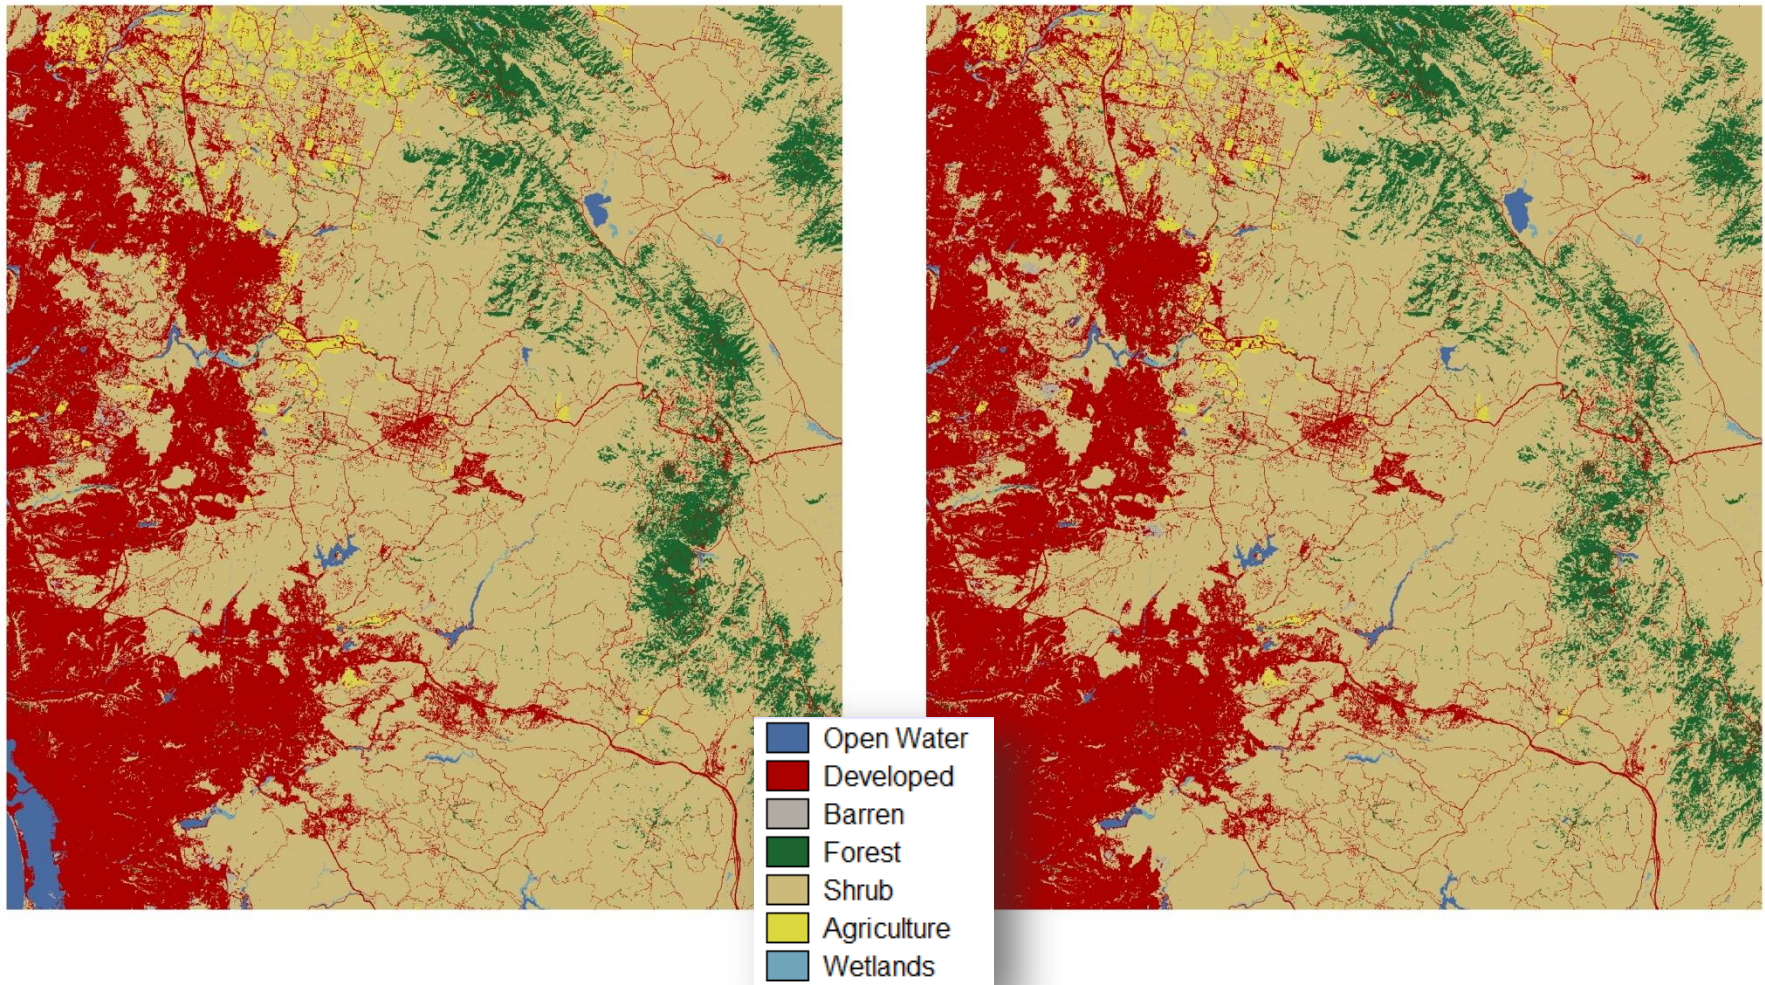 Open Water
Developed
Barren
Forest
Shrub
Agriculture
Wetlands